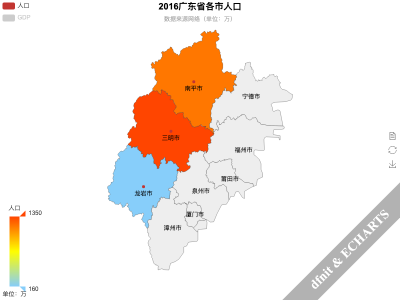 人口
GDP
2016广东省各市人口
数据来源网络（单位：万）
南平市
宁德市
三明市
福州市
莆田市
龙岩市
泉州市
厦门市
漳州市
人口
1350
160
单位：万
dfnit & ECHARTS